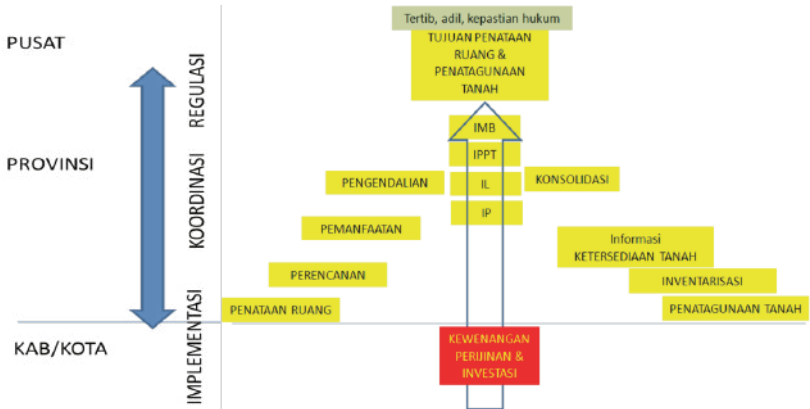 PUSAT
PROVINSI
KAB/KOTA
REGULASI
KOORDINASI
IMPLEMENTASI
Tertib, adil, kepastian hukum
TUJUAN PENATAAN
RUANG &
PENATAGUNAAN
TANAH
IMB
IPPT
IL
IP
PENGENDALIAN
KONSOLIDASI
PEMANFAATAN
Informasi
KETERSEDIAAN TANAH
PERENCANAN
INVENTARISASI
PENATAAN RUANG
PENATAGUNAAN TANAH
KEWENANGAN
PERIJINAN &
INVESTASI